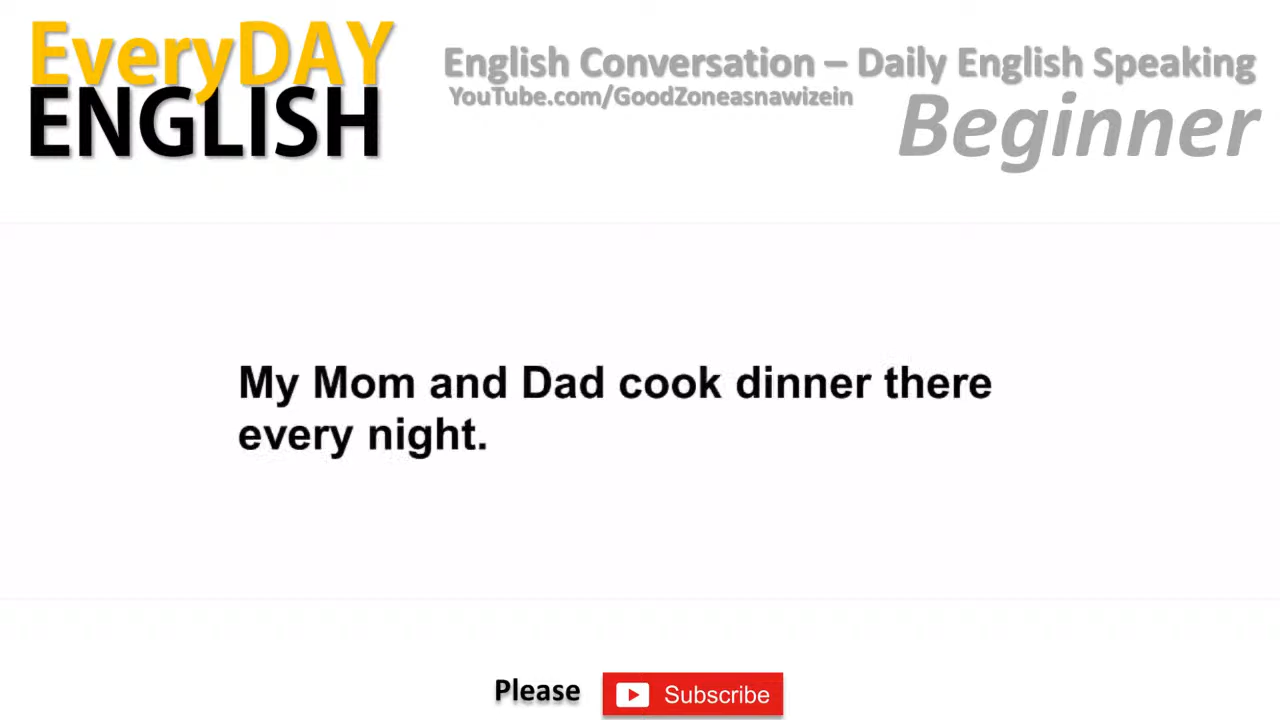 EveryDAY
ENGLISH
English Conversation – Daily English Speaking
YouTube.com/GoodZoneasnawizein
Beginner
My Mom and Dad cook dinner there
every night.
Please Subscribe